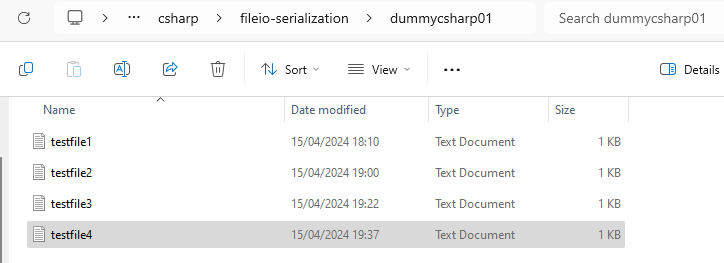 ... csharp > fileio-serialization > dummycsharp01 Search dummycsharp01
Sort View ... Details
Name Date modified Type Size
testfile1 15/04/2024 18:10 Text Document 1 KB
testfile2 15/04/2024 19:00 Text Document 1 KB
testfile3 15/04/2024 19:22 Text Document 1 KB
testfile4 15/04/2024 19:37 Text Document 1 KB